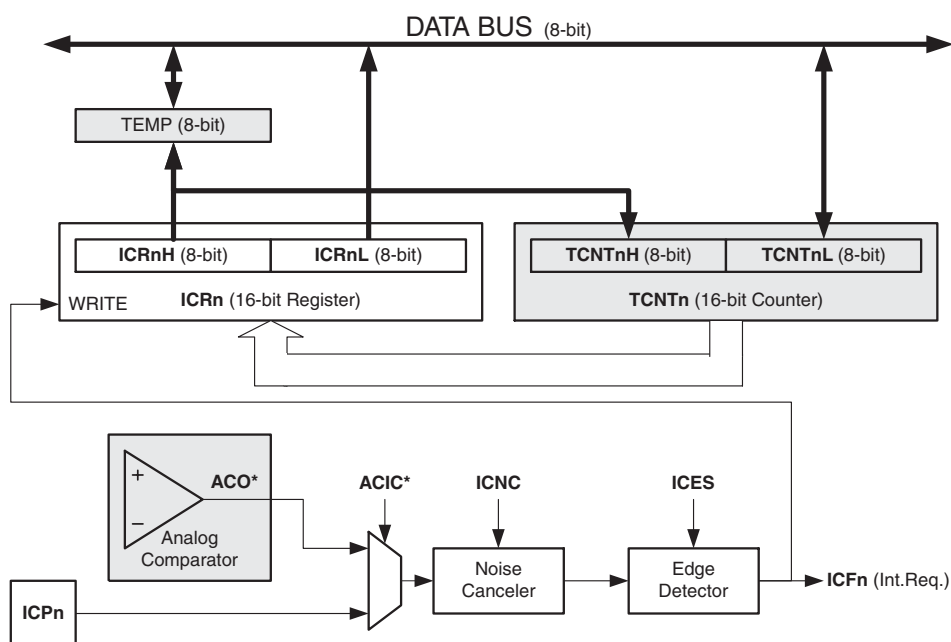 DATA BUS (8-bit)
TEMP (8-bit)
ICRnH (8-bit)
ICRnL (8-bit)
TCNTnH (8-bit)
TCNTnL (8-bit)
WRITE
ICRn (16-bit Register)
TCNTn (16-bit Counter)
+
−
ACO*
Analog
Comparator
ACIC*
ICNC
ICES
Noise
Canceler
Edge
Detector
ICFn (Int.Req.)
ICPn